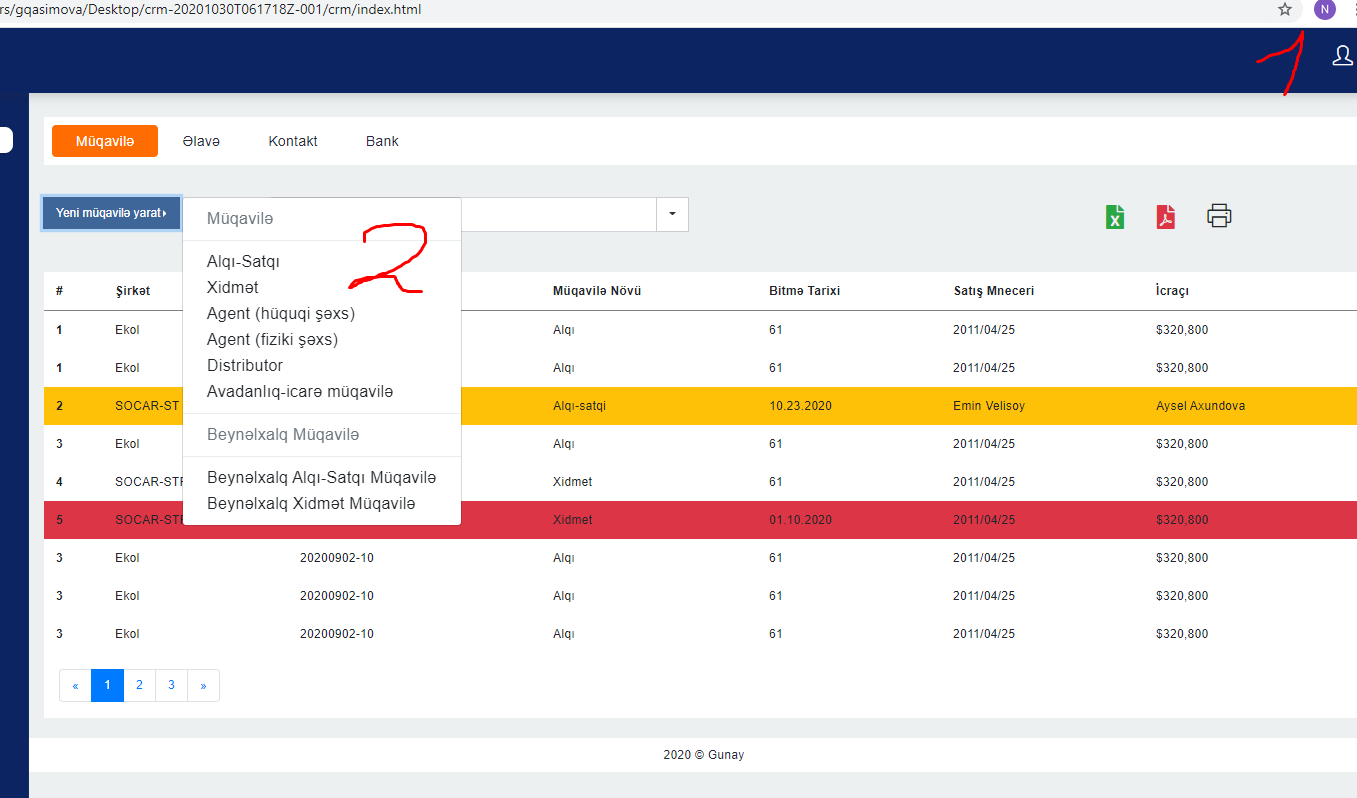 rs/gqasimova/Desktop/crm-20201030T061718Z-001/crm/index.html
N
1
Müqavilə Əlavə Kontakt Bank
Yeni müqavilə yarat
Müqavilə
2
Alqı-Satqı
Xidmət
Agent (hüquqi şəxs)
Agent (fiziki şəxs)
Distributor
Avadanlıq-icarə müqavilə
Beynəlxalq Müqavilə
Beynəlxalq Alqı-Satqı Müqavilə
Beynəlxalq Xidmət Müqavilə
# Şirkət Müqavilə Növü Bitmə Tarixi Satış Mneceri İcraçı
1 Ekol Alqı 61 2011/04/25 $320,800
1 Ekol Alqı 61 2011/04/25 $320,800
2 SOCAR-ST Alqı-satqi 10.23.2020 Emin Velisoy Aysel Axundova
3 Ekol Alqı 61 2011/04/25 $320,800
4 SOCAR-STP Xidmet 61 2011/04/25 $320,800
5 SOCAR-STP Xidmet 01.10.2020 2011/04/25 $320,800
3 Ekol 20200902-10 Alqı 61 2011/04/25 $320,800
3 Ekol 20200902-10 Alqı 61 2011/04/25 $320,800
3 Ekol 20200902-10 Alqı 61 2011/04/25 $320,800
« 1 2 3 »
2020 © Gunay